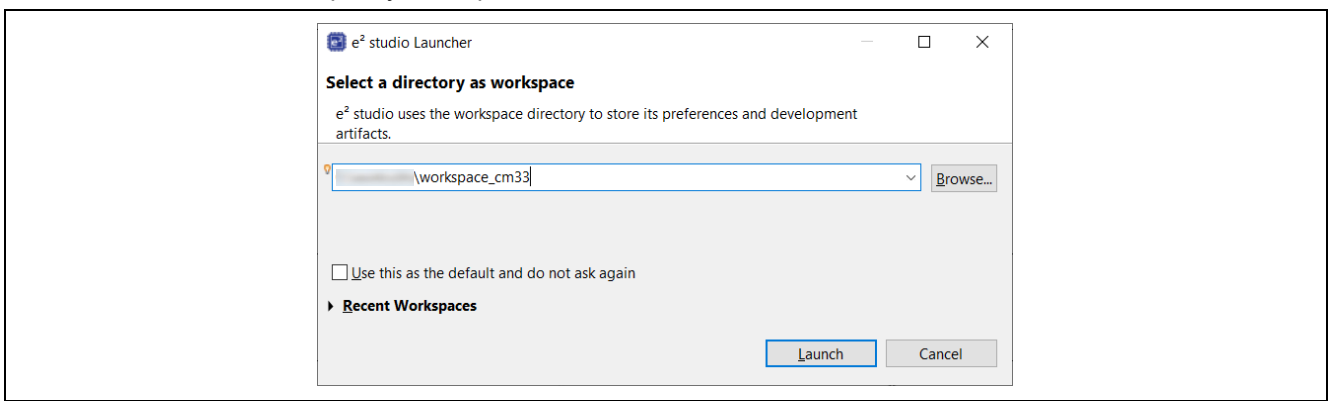 e² studio Launcher
Select a directory as workspace
e² studio uses the workspace directory to store its preferences and development
artifacts.
\workspace_cm33
Browse...
Use this as the default and do not ask again
Recent Workspaces
Launch
Cancel